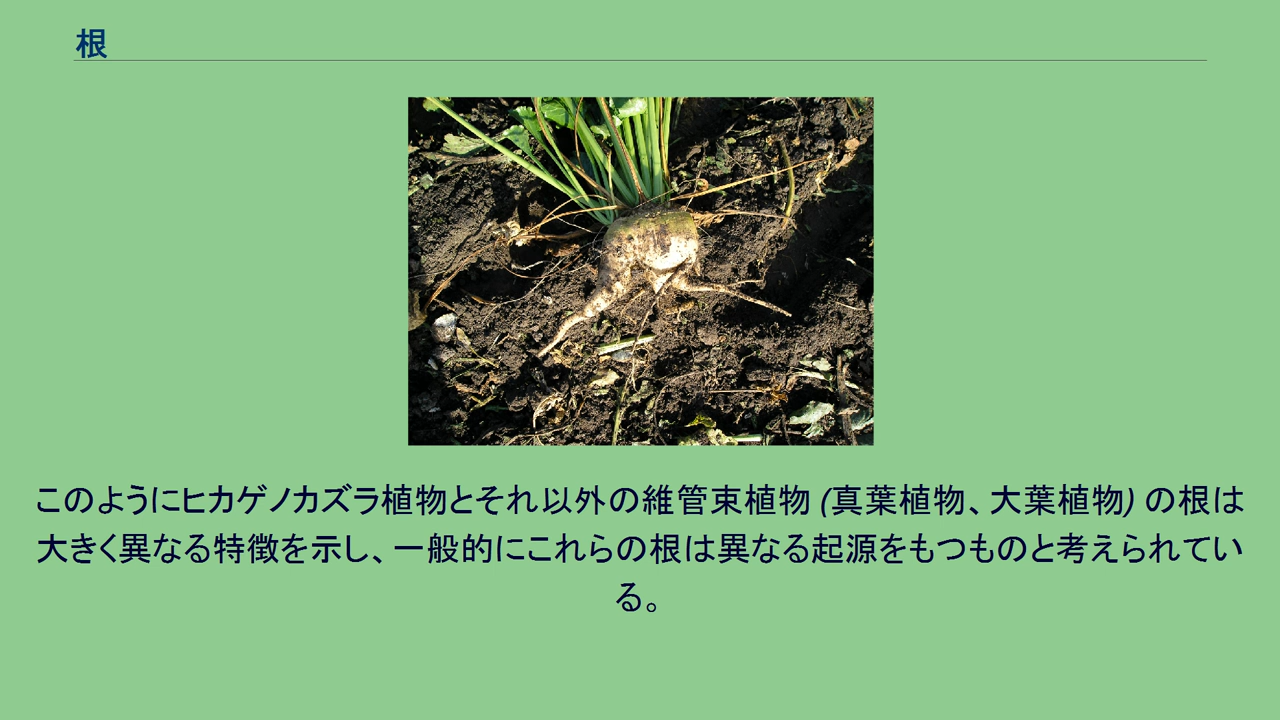 根
このようにヒカゲノカズラ植物とそれ以外の維管束植物 (真葉植物、大葉植物) の根は
大きく異なる特徴を示し、一般的にこれらの根は異なる起源をもつものと考えられてい
る。